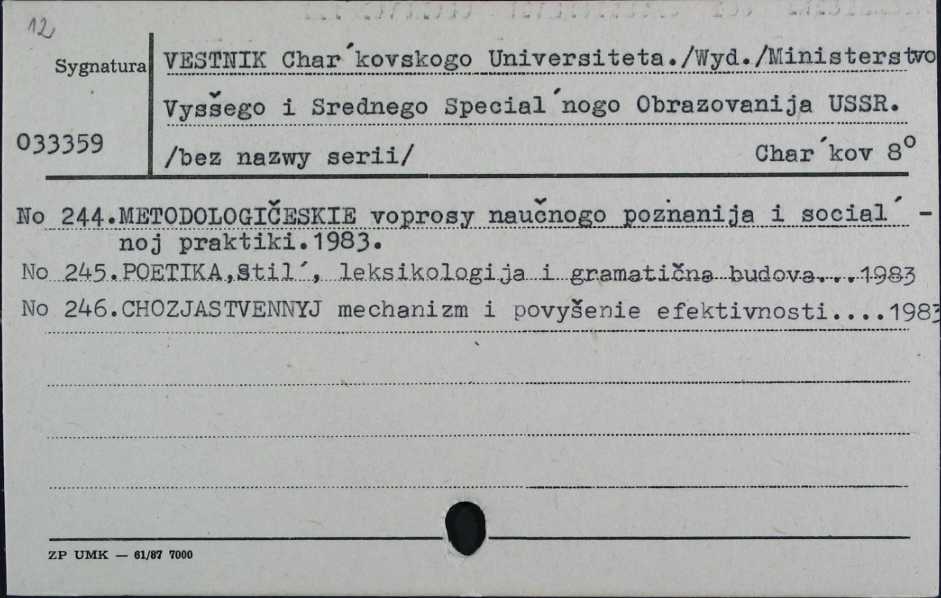 12
Sygnatura
VESTNIK Char´kovskogo Universiteta./Wyd./Ministerstvo
Vysšego i Srednego Special´nogo Obrazovanija USSR.
033359
/bez nazwy serii/ Char´kov 8°
No 244.METODOLOGIČESKIE voprosy naučnogo poznanija i social´-
noj praktiki.1983.
No 245.POETIKA,Stil´, leksikologija i gramatična budova...1983
No 246.CHOZJASTVENNYJ mechanizm i povyšenie efektivnosti....1983
ZP UMK — 61/87 7000